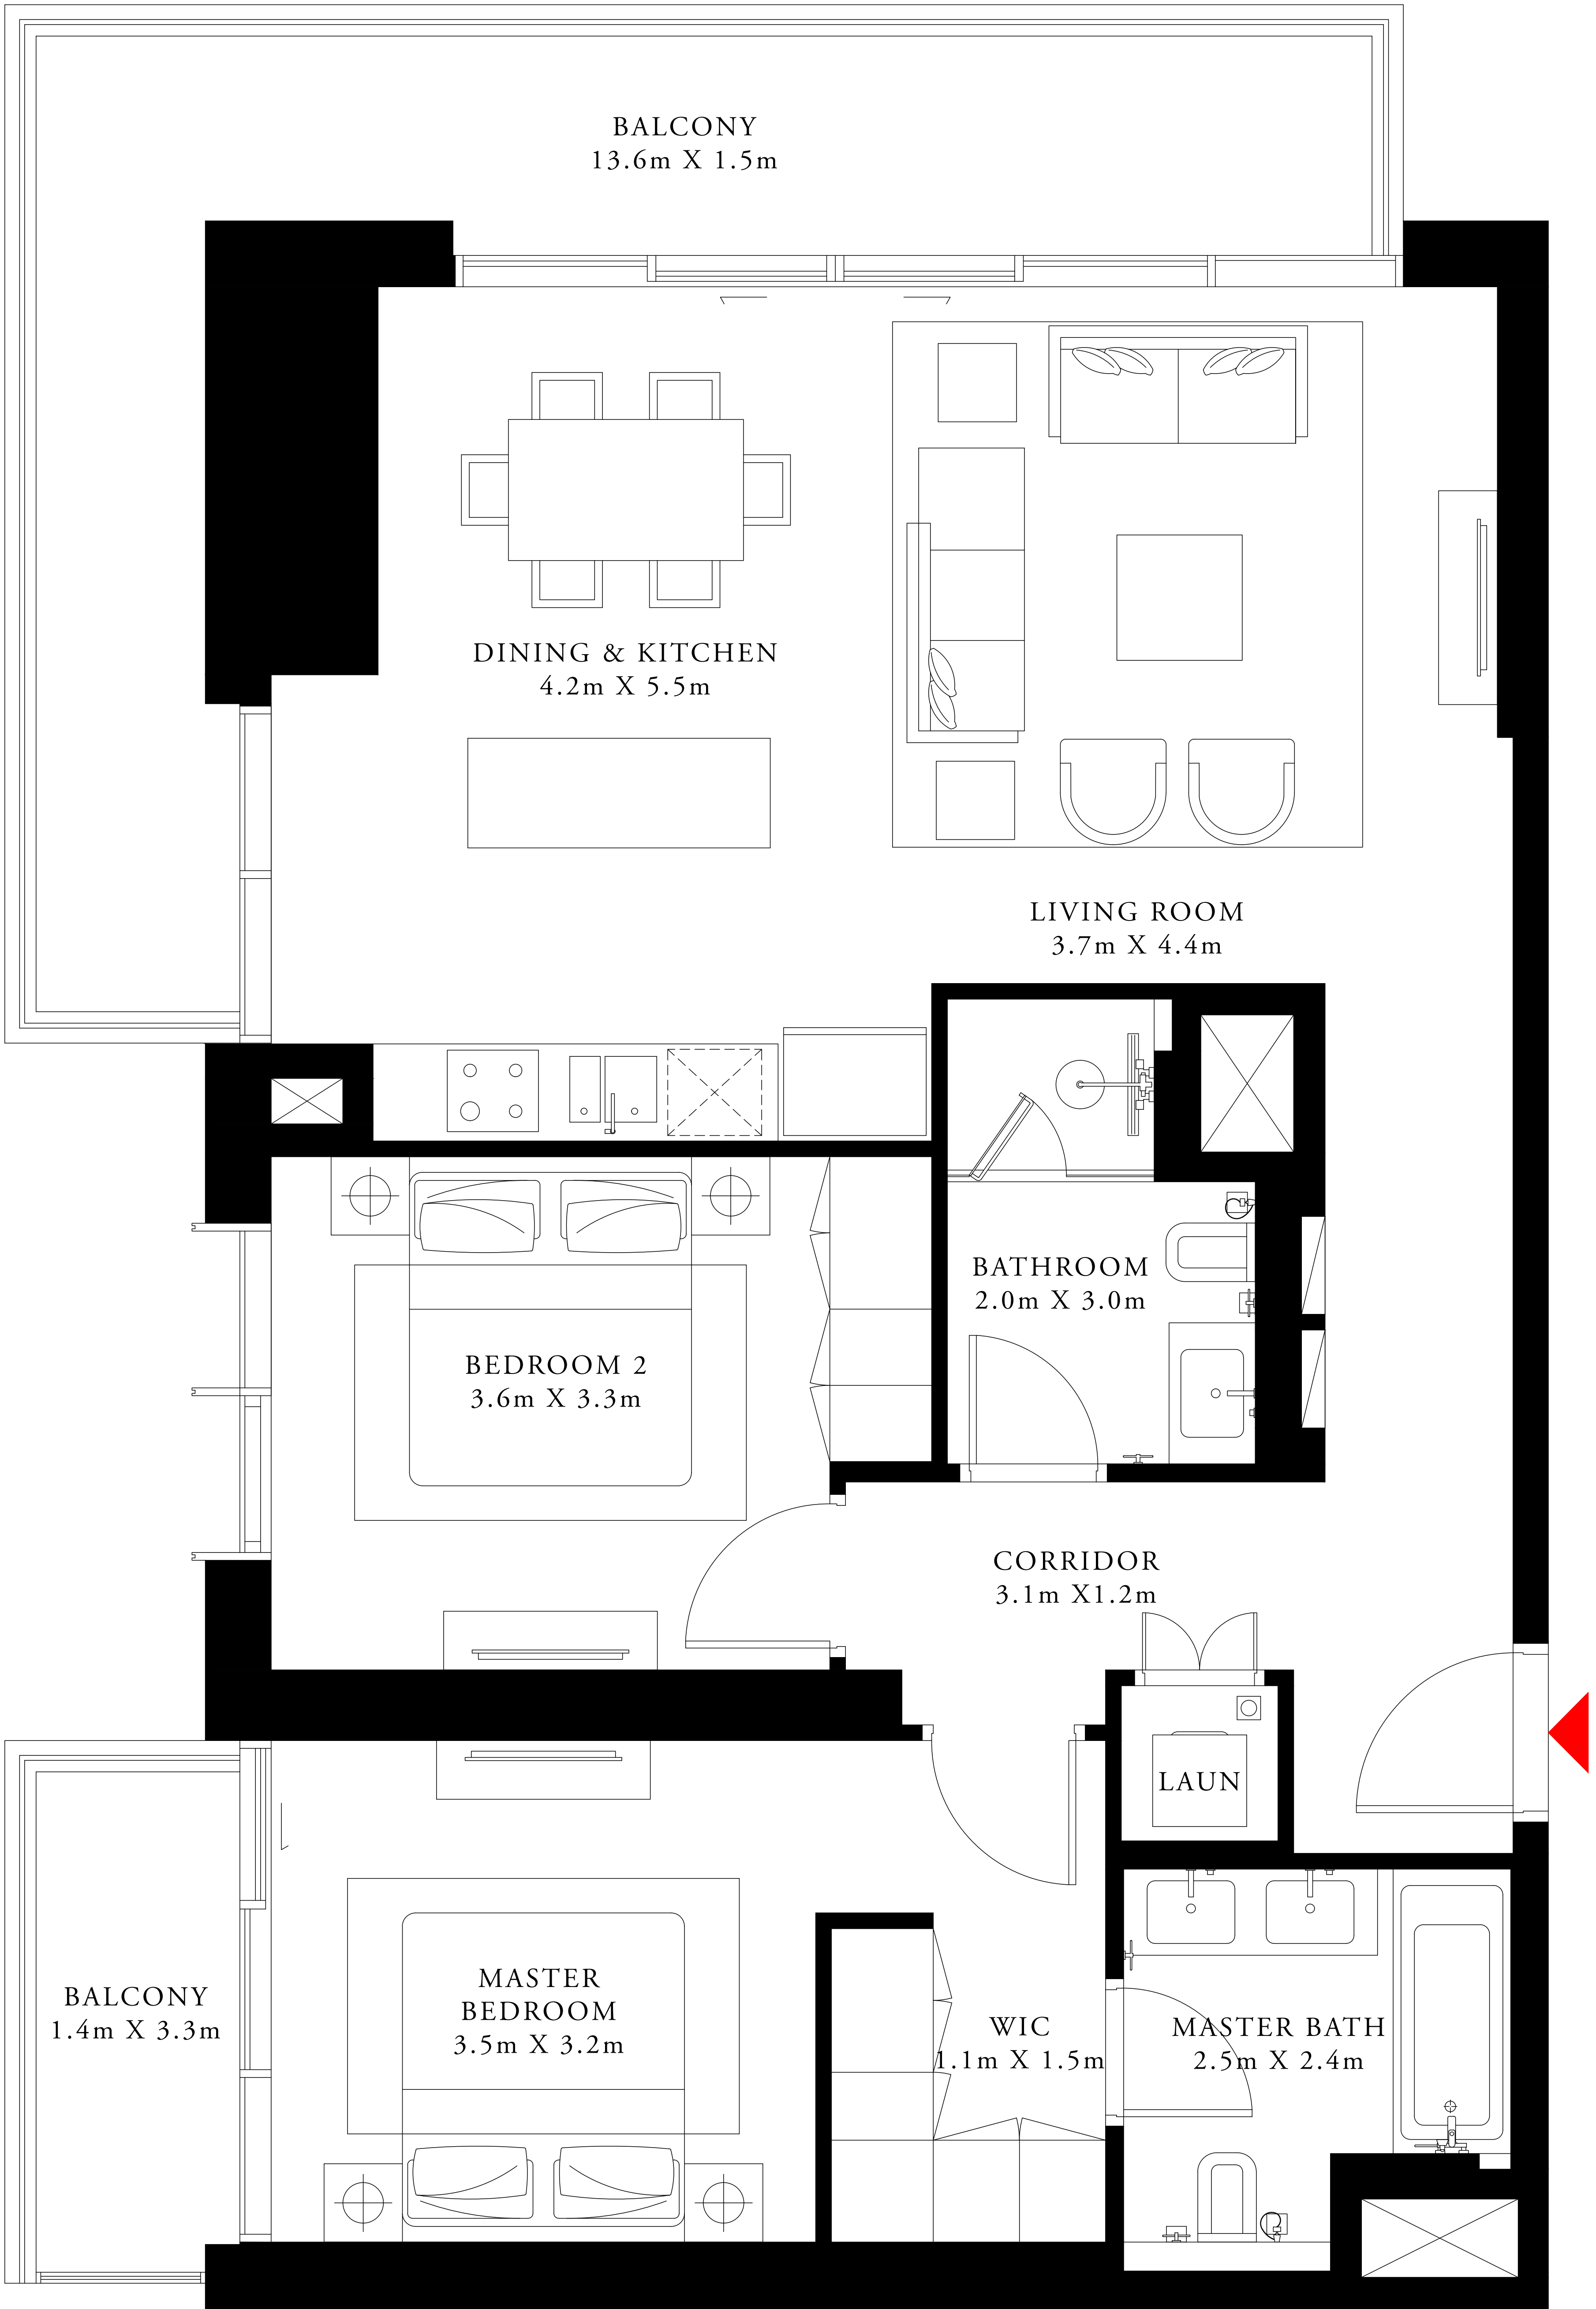 BALCONY
13.6m X 1.5m
DINING & KITCHEN
4.2m X 5.5m
LIVING ROOM
3.7m X 4.4m
BATHROOM
2.0m X 3.0m
BEDROOM 2
3.6m X 3.3m
CORRIDOR
3.1m X1.2m
LAUN
MASTER
BEDROOM
3.5m X 3.2m
BALCONY
1.4m X 3.3m
WIC
1.1m X 1.5m
MASTER BATH
2.5m X 2.4m